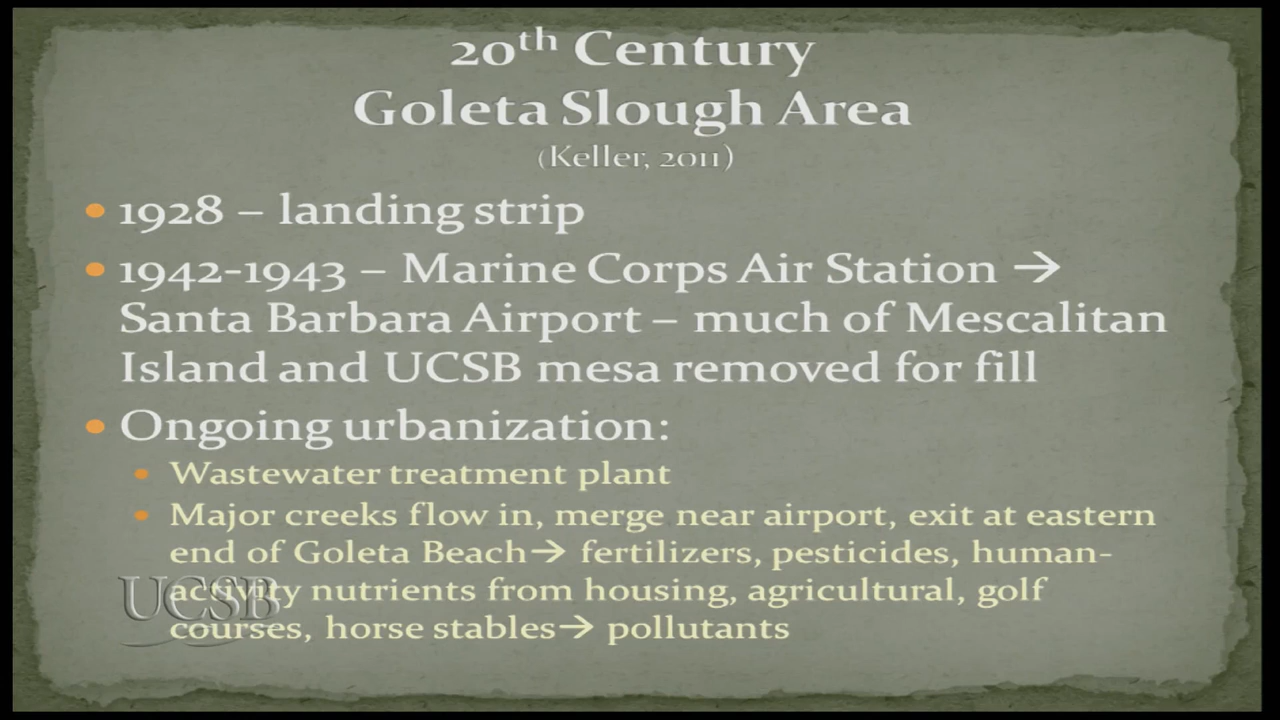 20th Century
Goleta Slough Area
(Keller, 2011)
• 1928 – landing strip
• 1942-1943 – Marine Corps Air Station →
Santa Barbara Airport – much of Mescalitan
Island and UCSB mesa removed for fill
• Ongoing urbanization:
• Wastewater treatment plant
• Major creeks flow in, merge near airport, exit at eastern
end of Goleta Beach→ fertilizers, pesticides, human-
activity nutrients from housing, agricultural, golf
courses, horse stables→ pollutants
UCSB